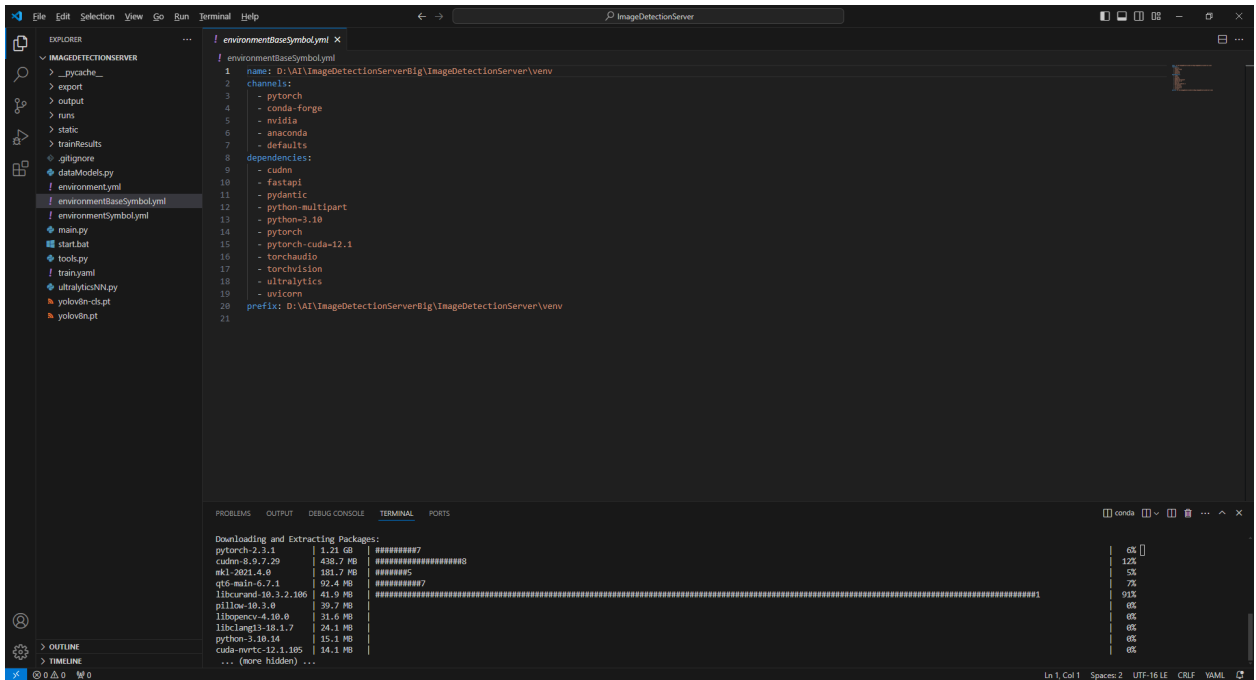 File Edit Selection View Go Run Terminal Help
ImageDetectionServer
EXPLORER
IMAGEDETECTIONSERVER
__pycache__
export
output
runs
static
trainResults
.gitignore
dataModels.py
environment.yml
environmentBaseSymbol.yml
environmentSymbol.yml
main.py
start.bat
tools.py
train.yaml
ultralyticsNN.py
yolov8n-cls.pt
yolov8n.pt
OUTLINE
TIMELINE
! environmentBaseSymbol.yml
! environmentBaseSymbol.yml
1 name: D:\AI\ImageDetectionServerBig\ImageDetectionServer\venv
2 channels:
3 - pytorch
4 - conda-forge
5 - nvidia
6 - anaconda
7 - defaults
8 dependencies:
9 - cudnn
10 - fastapi
11 - pydantic
12 - python-multipart
13 - python=3.10
14 - pytorch
15 - pytorch-cuda=12.1
16 - torchaudio
17 - torchvision
18 - ultralytics
19 - uvicorn
20 prefix: D:\AI\ImageDetectionServerBig\ImageDetectionServer\venv
21
PROBLEMS OUTPUT DEBUG CONSOLE TERMINAL PORTS
conda
Downloading and Extracting Packages:
pytorch-2.3.1 | 1.21 GB | #########7 | 6%
cudnn-8.9.7.29 | 438.7 MB | ###################8 | 12%
mkl-2021.4.0 | 181.7 MB | #######5 | 5%
qt6-main-6.7.1 | 92.4 MB | ##########7 | 7%
libcurand-10.3.2.106 | 41.9 MB | ################################################################################################################################################1 | 91%
pillow-10.3.0 | 39.7 MB | | 0%
libopencv-4.10.0 | 31.6 MB | | 0%
libclang13-18.1.7 | 24.1 MB | | 0%
python-3.10.14 | 15.1 MB | | 0%
cuda-nvrtc-12.1.105 | 14.1 MB | | 0%
... (more hidden) ...
0 0 0 Ln 1, Col 1 Spaces: 2 UTF-16 LE CRLF YAML